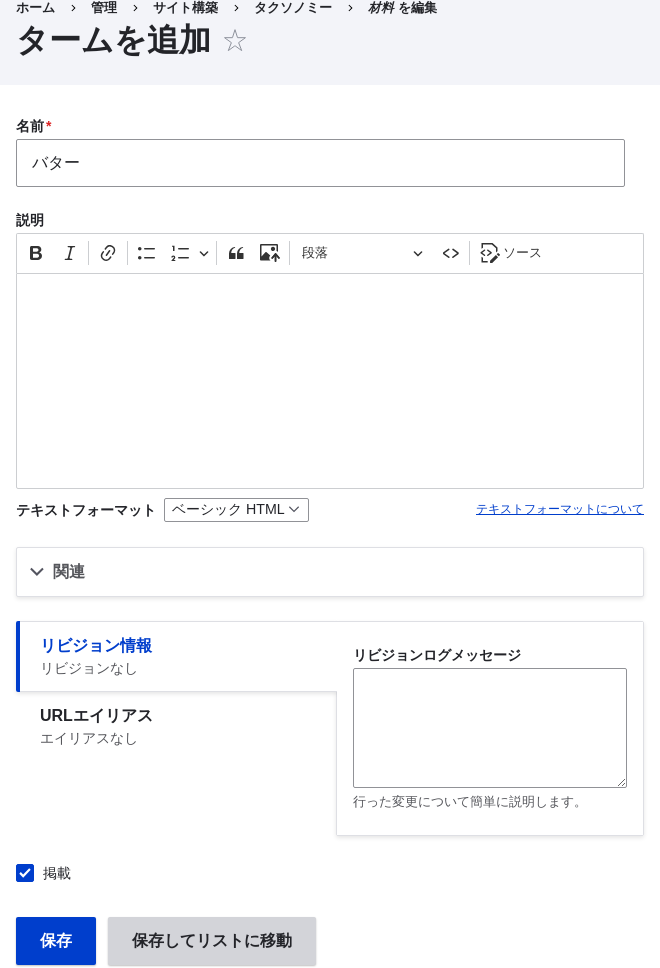 ホーム > 管理 > サイト構築 > タクソノミー > 材料 を編集
タームを追加
名前*
バター
説明
B I 段落 ソース
テキストフォーマット ベーシック HTML テキストフォーマットについて
関連
リビジョン情報
リビジョンなし
URLエイリアス
エイリアスなし
リビジョンログメッセージ
行った変更について簡単に説明します。
掲載
保存 保存してリストに移動